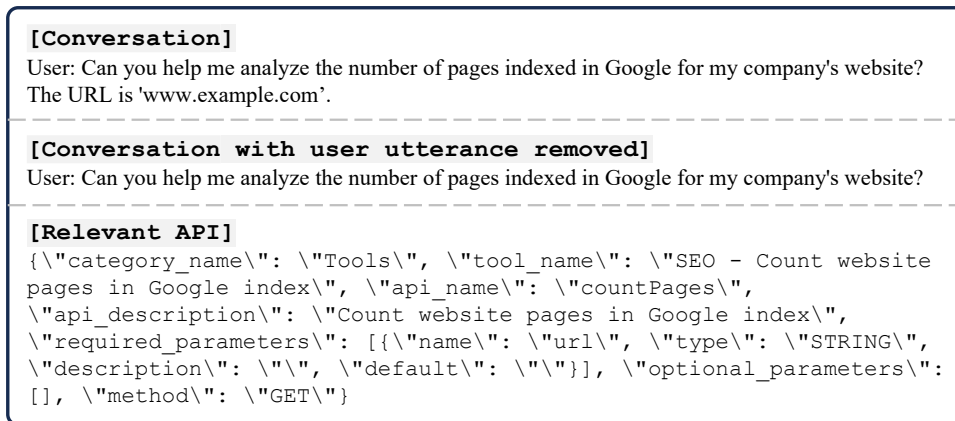 [Conversation]
User: Can you help me analyze the number of pages indexed in Google for my company's website?
The URL is 'www.example.com’.
[Conversation with user utterance removed]
User: Can you help me analyze the number of pages indexed in Google for my company's website?
[Relevant API]
{\"category_name\": \"Tools\", \"tool_name\": \"SEO - Count website
pages in Google index\", \"api_name\": \"countPages\",
\"api_description\": \"Count website pages in Google index\",
\"required_parameters\": [{\"name\": \"url\", \"type\": \"STRING\",
\"description\": \"\", \"default\": \"\"}], \"optional_parameters\":
[], \"method\": \"GET\"}